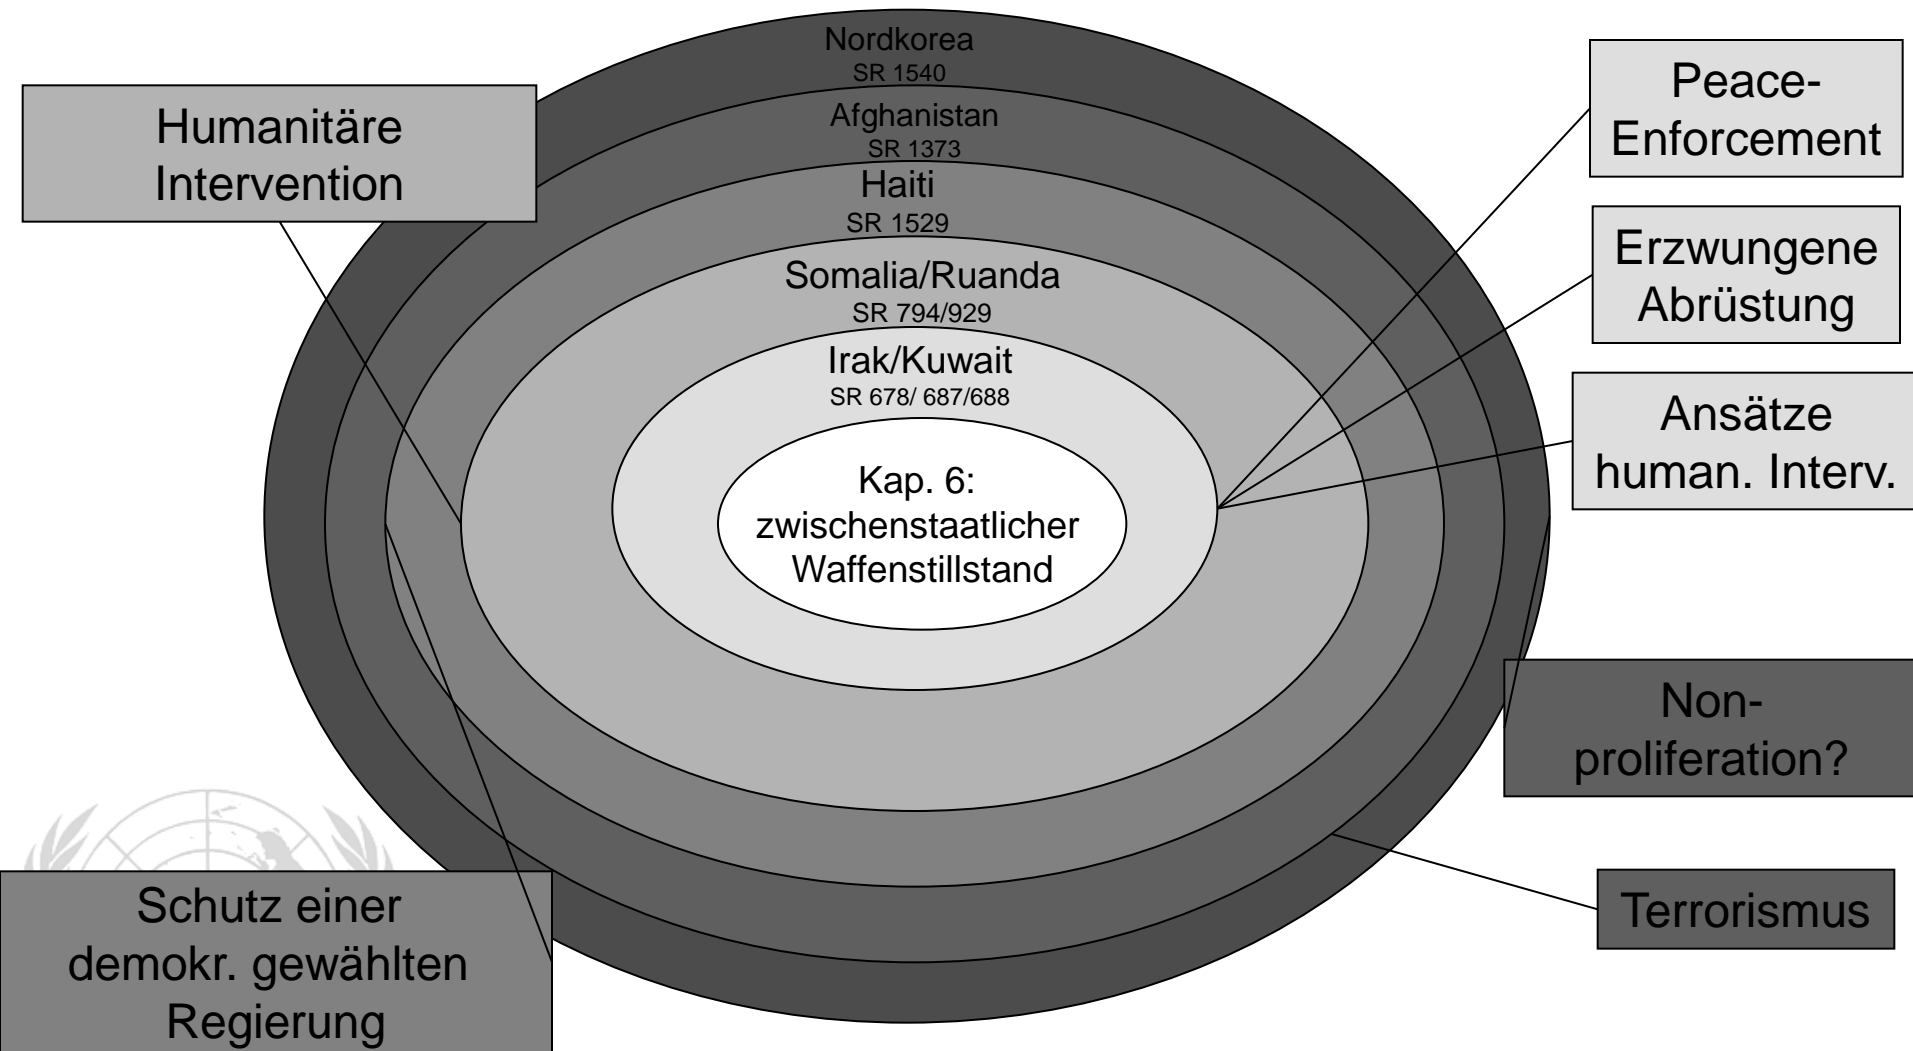 Nordkorea
SR 1540
Afghanistan
SR 1373
Haiti
SR 1529
Somalia/Ruanda
SR 794/929
Irak/Kuwait
SR 678/ 687/688
Kap. 6:
zwischenstaatlicher
Waffenstillstand
Humanitäre
Intervention
Schutz einer
demokr. gewählten
Regierung
Peace-
Enforcement
Erzwungene
Abrüstung
Ansätze
human. Interv.
Non-
proliferation?
Terrorismus